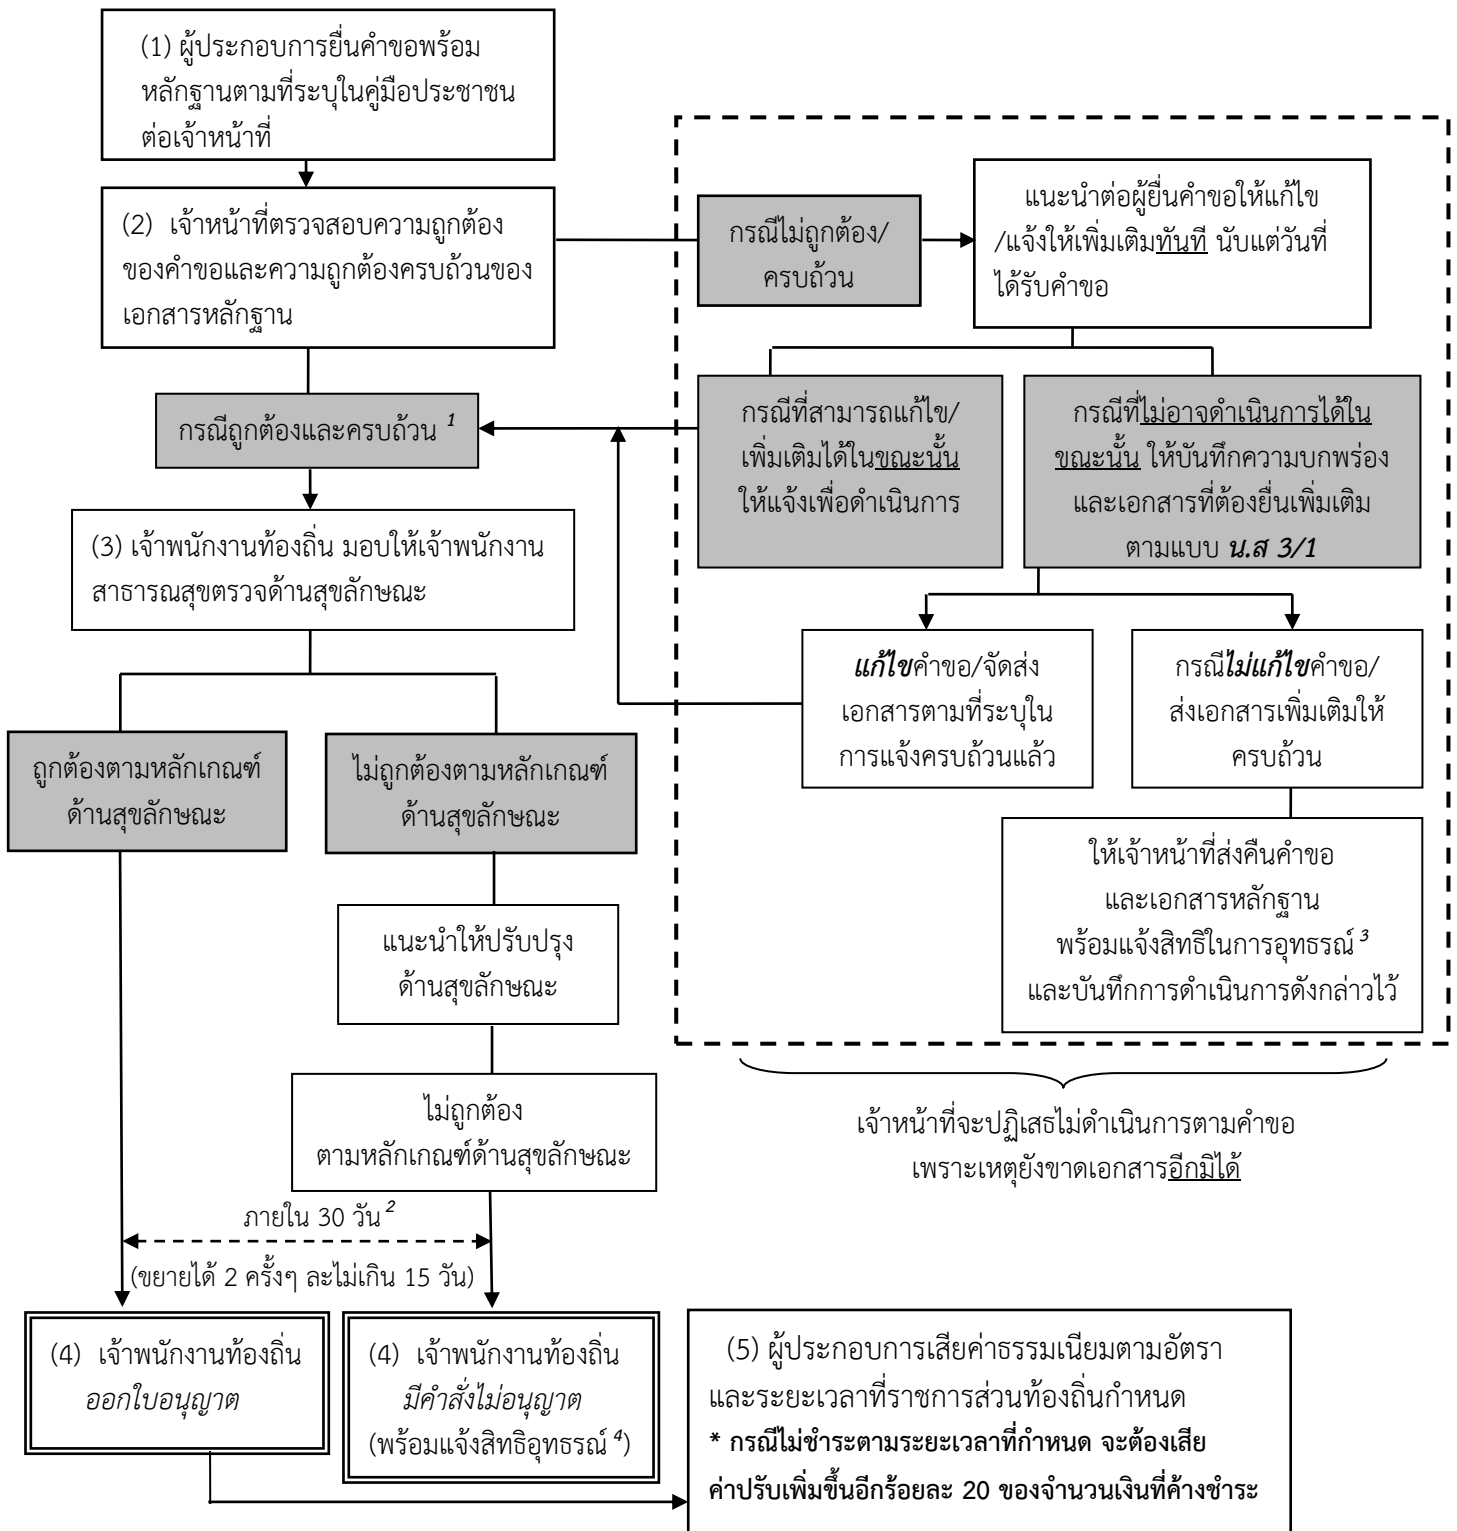 (1) ผู้ประกอบการยื่นคำขอพร้อม
หลักฐานตามที่ระบุในคู่มือประชาชน
ต่อเจ้าหน้าที่
(2) เจ้าหน้าที่ตรวจสอบความถูกต้อง
ของคำขอและความถูกต้องครบถ้วนของ
เอกสารหลักฐาน
กรณีไม่ถูกต้อง/
ครบถ้วน
แนะนำต่อผู้ยื่นคำขอให้แก้ไข
/แจ้งให้เพิ่มเติมทันที นับแต่วันที่
ได้รับคำขอ
กรณีถูกต้องและครบถ้วน 1
กรณีที่สามารถแก้ไข/
เพิ่มเติมได้ในขณะนั้น
ให้แจ้งเพื่อดำเนินการ
กรณีที่ไม่อาจดำเนินการได้ใน
ขณะนั้น ให้บันทึกความบกพร่อง
และเอกสารที่ต้องยื่นเพิ่มเติม
ตามแบบ น.ส 3/1
(3) เจ้าพนักงานท้องถิ่น มอบให้เจ้าพนักงาน
สาธารณสุขตรวจด้านสุขลักษณะ
แก้ไขคำขอ/จัดส่ง
เอกสารตามที่ระบุใน
การแจ้งครบถ้วนแล้ว
กรณีไม่แก้ไขคำขอ/
ส่งเอกสารเพิ่มเติมให้
ครบถ้วน
ถูกต้องตามหลักเกณฑ์
ด้านสุขลักษณะ
ไม่ถูกต้องตามหลักเกณฑ์
ด้านสุขลักษณะ
ให้เจ้าหน้าที่ส่งคืนคำขอ
และเอกสารหลักฐาน
พร้อมแจ้งสิทธิในการอุทธรณ์ 3
และบันทึกการดำเนินการดังกล่าวไว้
แนะนำให้ปรับปรุง
ด้านสุขลักษณะ
ไม่ถูกต้อง
ตามหลักเกณฑ์ด้านสุขลักษณะ
เจ้าหน้าที่จะปฏิเสธไม่ดำเนินการตามคำขอ
เพราะเหตุยังขาดเอกสารอีกมิได้
ภายใน 30 วัน 2
(ขยายได้ 2 ครั้งๆ ละไม่เกิน 15 วัน)
(4) เจ้าพนักงานท้องถิ่น
ออกใบอนุญาต
(4) เจ้าพนักงานท้องถิ่น
มีคำสั่งไม่อนุญาต
(พร้อมแจ้งสิทธิอุทธรณ์ 4)
(5) ผู้ประกอบการเสียค่าธรรมเนียมตามอัตรา
และระยะเวลาที่ราชการส่วนท้องถิ่นกำหนด
* กรณีไม่ชำระตามระยะเวลาที่กำหนด จะต้องเสีย
ค่าปรับเพิ่มขึ้นอีกร้อยละ 20 ของจำนวนเงินที่ค้างชำระ